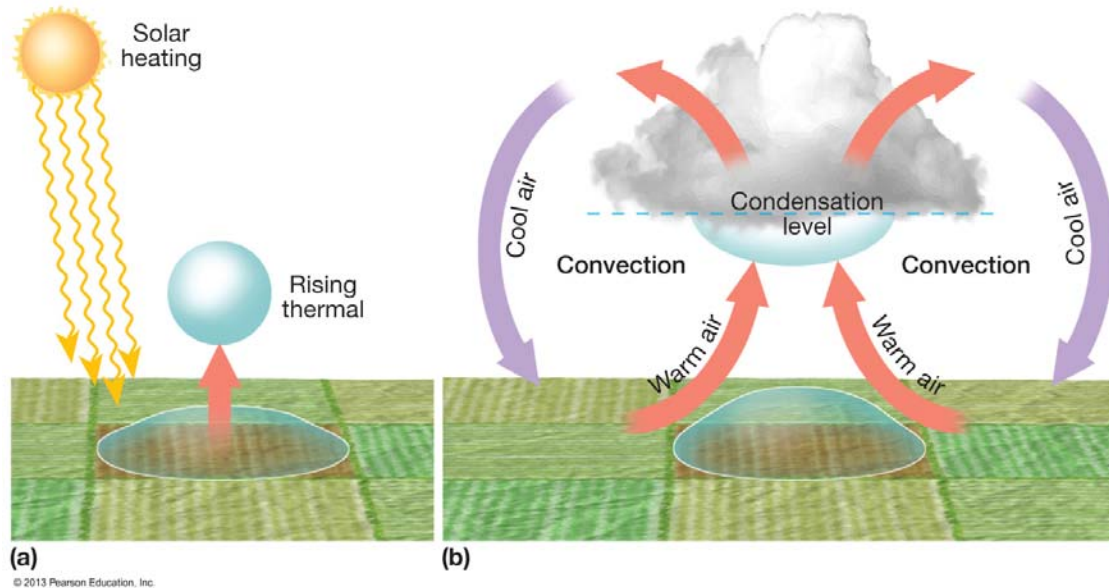 Solar
heating
Rising
thermal
(a)
Cool air
Convection
Warm air
Condensation
level
Warm air
Convection
Cool air
(b)
© 2013 Pearson Education, Inc.